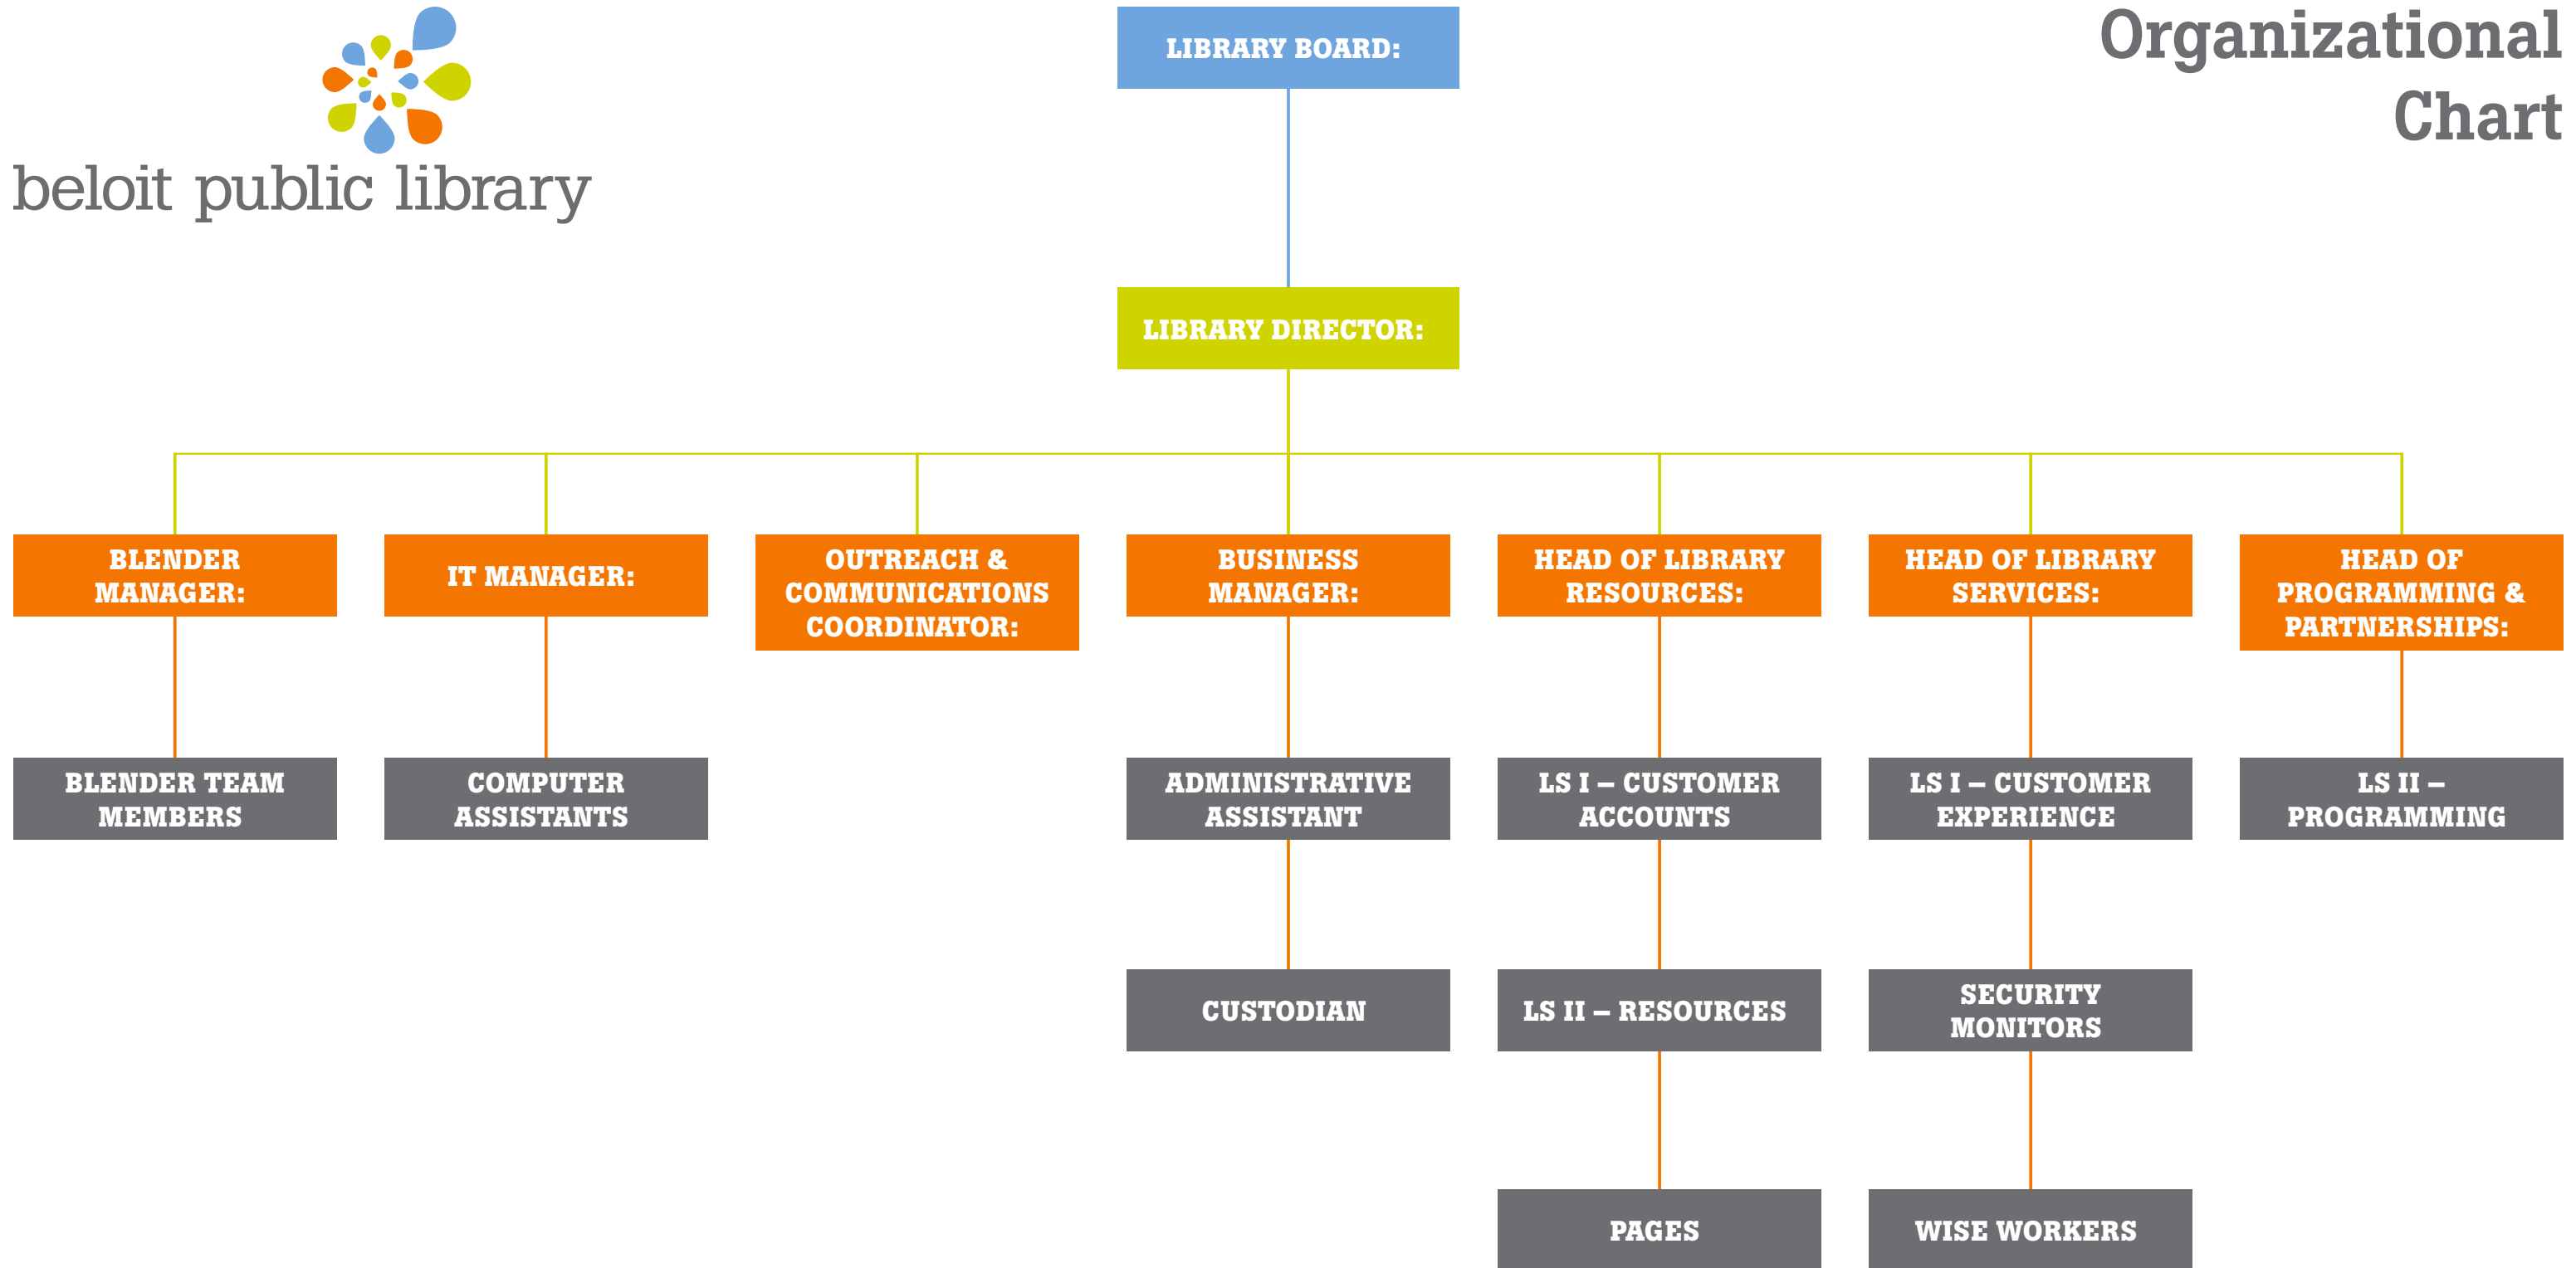 beloit public library
Organizational
Chart
LIBRARY BOARD:
LIBRARY DIRECTOR:
BLENDER
MANAGER:
IT MANAGER:
OUTREACH &
COMMUNICATIONS
COORDINATOR:
BUSINESS
MANAGER:
HEAD OF LIBRARY
RESOURCES:
HEAD OF LIBRARY
SERVICES:
HEAD OF
PROGRAMMING &
PARTNERSHIPS:
BLENDER TEAM
MEMBERS
COMPUTER
ASSISTANTS
ADMINISTRATIVE
ASSISTANT
LS I – CUSTOMER
ACCOUNTS
LS I – CUSTOMER
EXPERIENCE
LS II –
PROGRAMMING
CUSTODIAN
LS II – RESOURCES
SECURITY
MONITORS
PAGES
WISE WORKERS